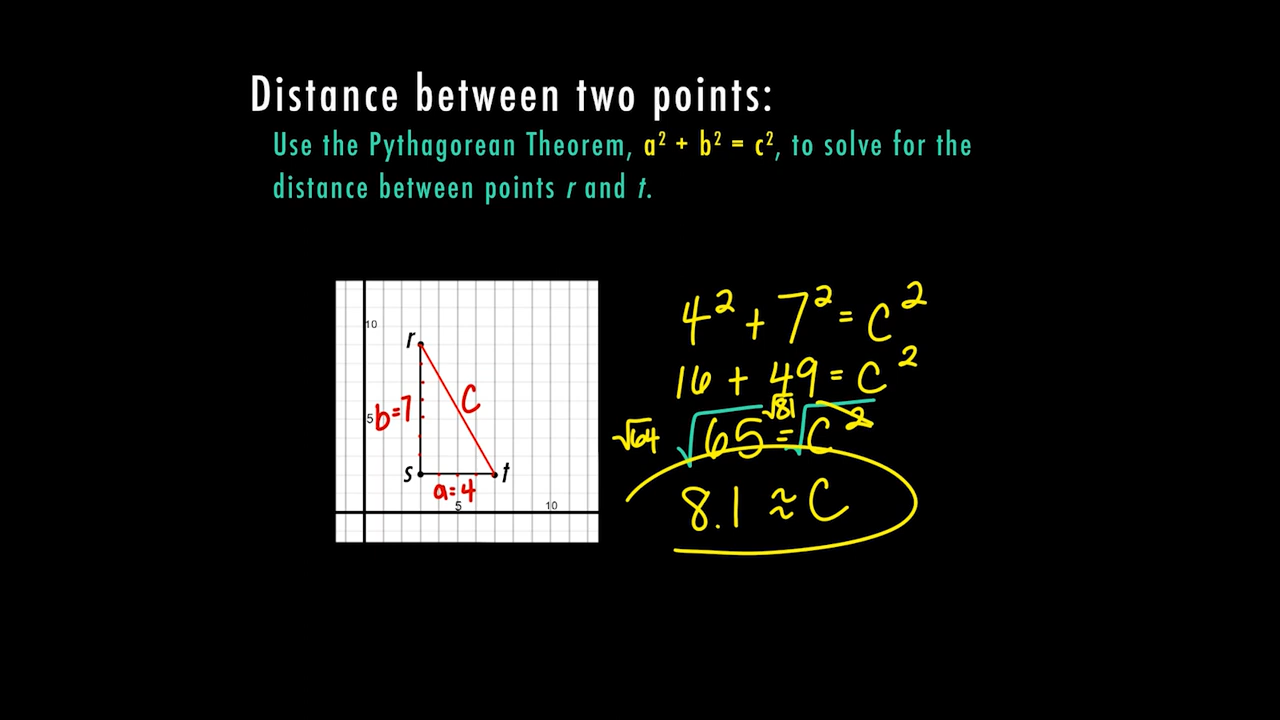 Distance between two points:
Use the Pythagorean Theorem, a² + b² = c², to solve for the
distance between points r and t.
10
r
5
b=7
C
s
t
a=4
5
10
4² + 7² = C²
16 + 49 = C²
√64
√65 = √C²
√81
8.1 ≈ C